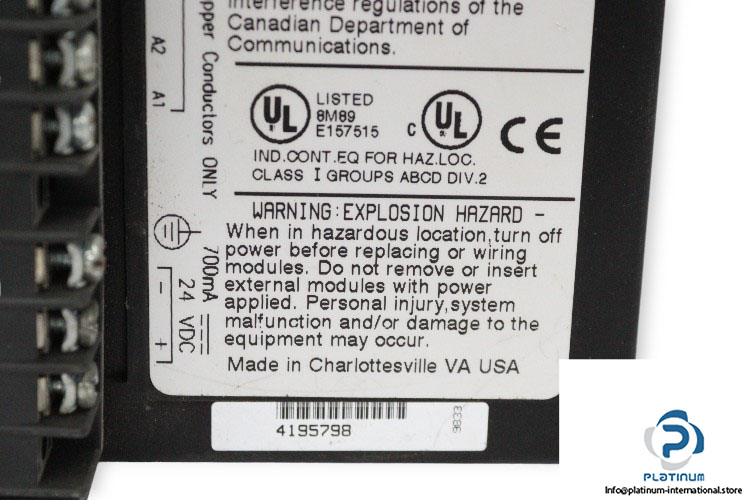 interference regulations of the
Canadian Department of
Communications.
UL
LISTED
8M89
E157515
C UL
CE
IND.CONT.EQ FOR HAZ.LOC.
CLASS I GROUPS ABCD DIV.2
WARNING:EXPLOSION HAZARD -
When in hazardous location,turn off
power before replacing or wiring
modules. Do not remove or insert
external modules with power
applied. Personal injury,system
malfunction and/or damage to the
equipment may occur.
Made in Charlottesville VA USA
A2
A1
Conductors ONLY
700mA
24 VDC
- +
4195798
PLATINUM
Info@platinum-international.store